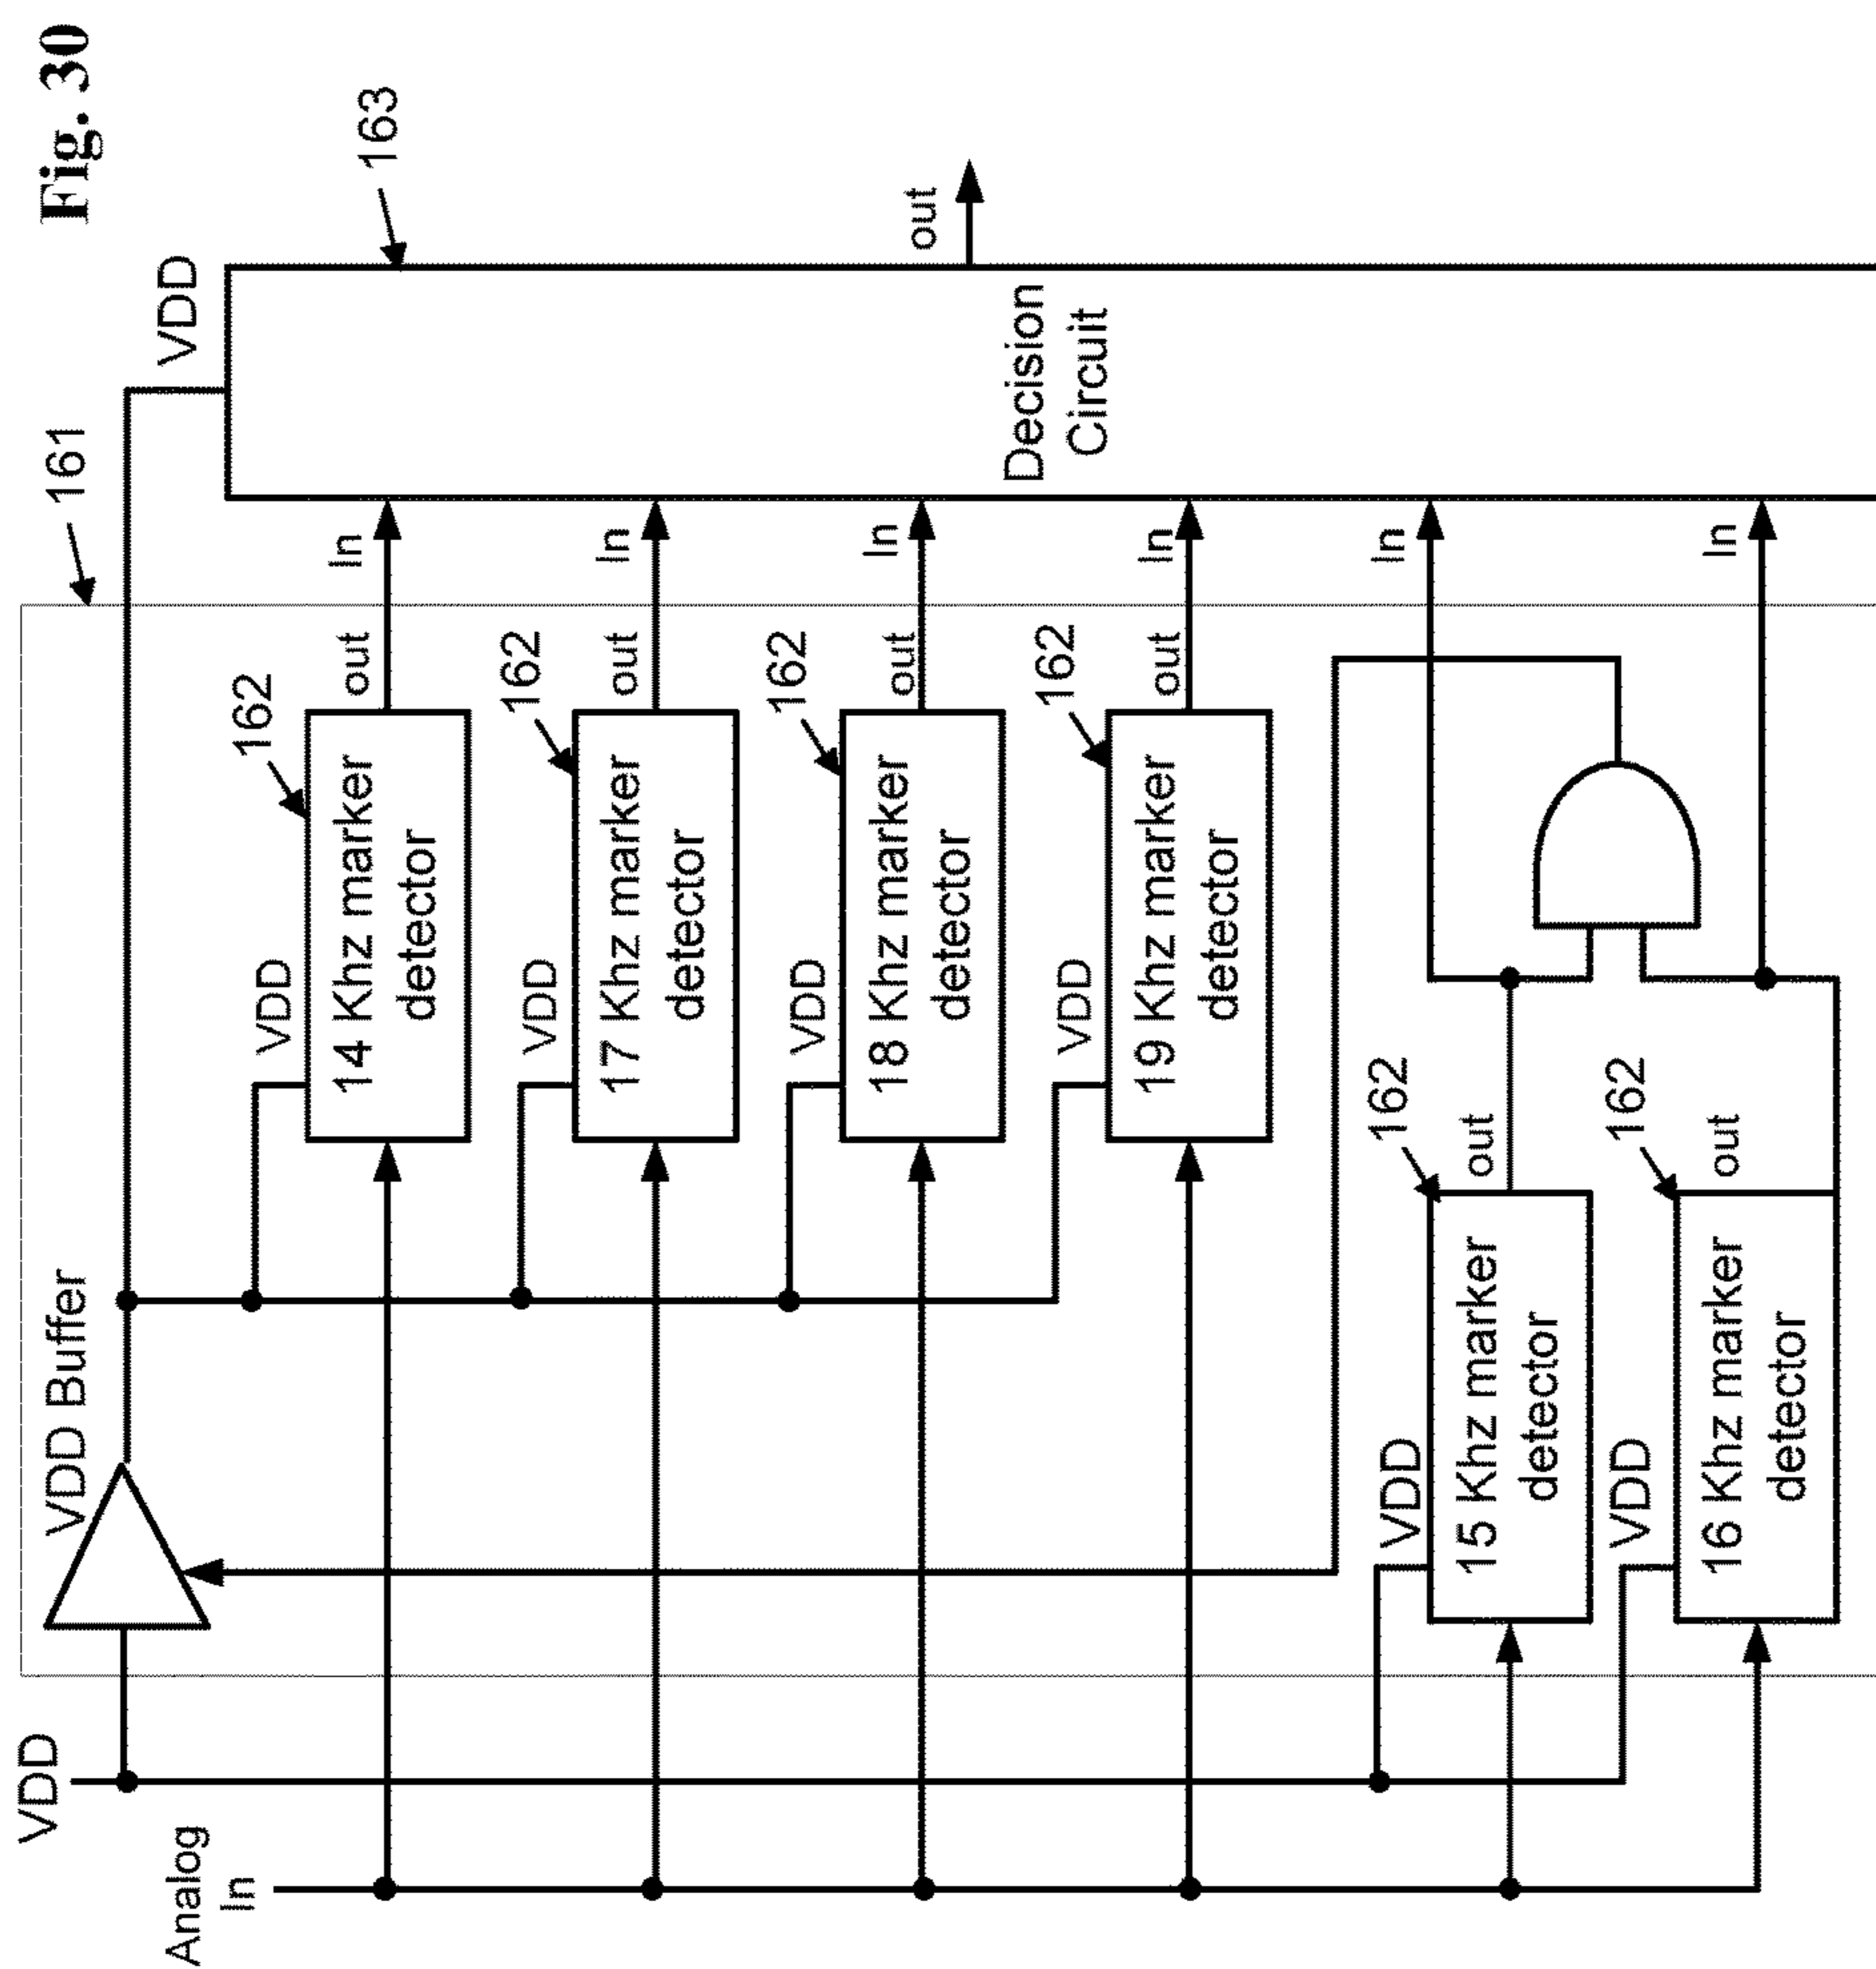 Fig. 30
VDD
Analog
In
VDD Buffer
161
VDD
163
162
VDD
14 Khz marker
detector
out
In
162
VDD
17 Khz marker
detector
out
In
162
VDD
18 Khz marker
detector
out
In
out
Decision
Circuit
162
VDD
19 Khz marker
detector
out
In
162
VDD
15 Khz marker
detector
out
In
162
VDD
16 Khz marker
detector
out
In